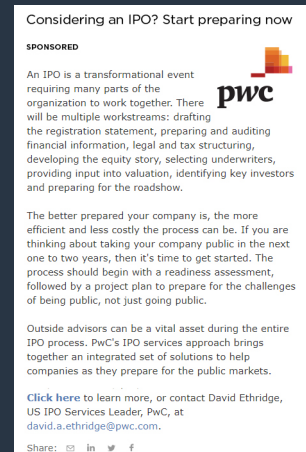 Considering an IPO? Start preparing now
SPONSORED
pwc
An IPO is a transformational event
requiring many parts of the
organization to work together. There
will be multiple workstreams: drafting
the registration statement, preparing and auditing
financial information, legal and tax structuring,
developing the equity story, selecting underwriters,
providing input into valuation, identifying key investors
and preparing for the roadshow.
The better prepared your company is, the more
efficient and less costly the process can be. If you are
thinking about taking your company public in the next
one to two years, then it's time to get started. The
process should begin with a readiness assessment,
followed by a project plan to prepare for the challenges
of being public, not just going public.
Outside advisors can be a vital asset during the entire
IPO process. PwC's IPO services approach brings
together an integrated set of solutions to help
companies as they prepare for the public markets.
Click here to learn more, or contact David Ethridge,
US IPO Services Leader, PwC, at
david.a.ethridge@pwc.com.
Share: